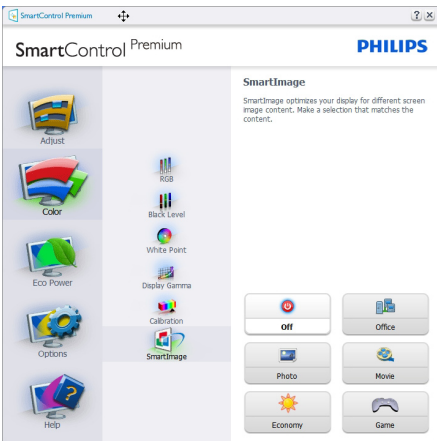 SmartControl Premium
SmartControl Premium
PHILIPS
Adjust
Color
Eco Power
Options
Help
RGB
Black Level
White Point
Display Gamma
Calibration
SmartImage
SmartImage
SmartImage optimizes your display for different screen
image content. Make a selection that matches the
content.
Off
Office
Photo
Movie
Economy
Game